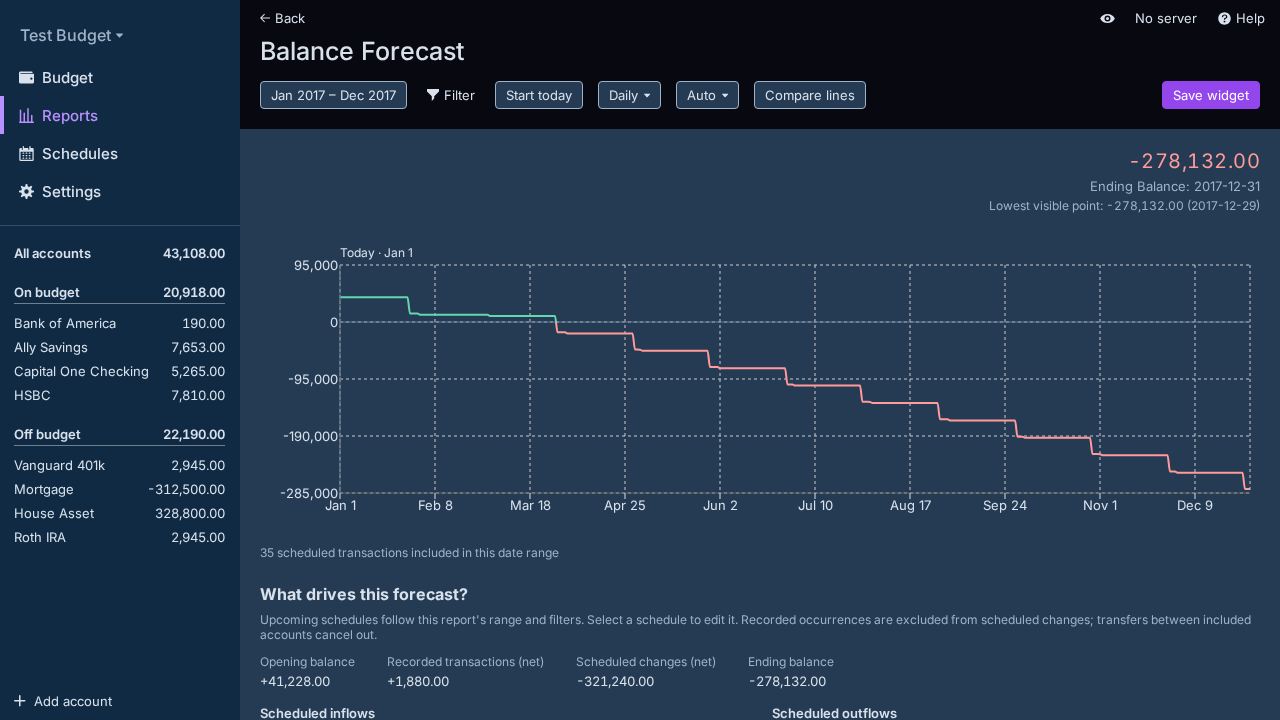 Test Budget
Budget
Reports
Schedules
Settings
All accounts 43,108.00
On budget 20,918.00
Bank of America 190.00
Ally Savings 7,653.00
Capital One Checking 5,265.00
HSBC 7,810.00
Off budget 22,190.00
Vanguard 401k 2,945.00
Mortgage -312,500.00
House Asset 328,800.00
Roth IRA 2,945.00
Add account
Back
No server
Help
Balance Forecast
Jan 2017 – Dec 2017
Filter
Start today
Daily
Auto
Compare lines
Save widget
-278,132.00
Ending Balance: 2017-12-31
Lowest visible point: -278,132.00 (2017-12-29)
Today · Jan 1
95,000
0
-95,000
-190,000
-285,000
Jan 1 Feb 8 Mar 18 Apr 25 Jun 2 Jul 10 Aug 17 Sep 24 Nov 1 Dec 9
35 scheduled transactions included in this date range
What drives this forecast?
Upcoming schedules follow this report's range and filters. Select a schedule to edit it. Recorded occurrences are excluded from scheduled changes; transfers between included
accounts cancel out.
Opening balance Recorded transactions (net) Scheduled changes (net) Ending balance
+41,228.00 +1,880.00 -321,240.00 -278,132.00
Scheduled inflows Scheduled outflows